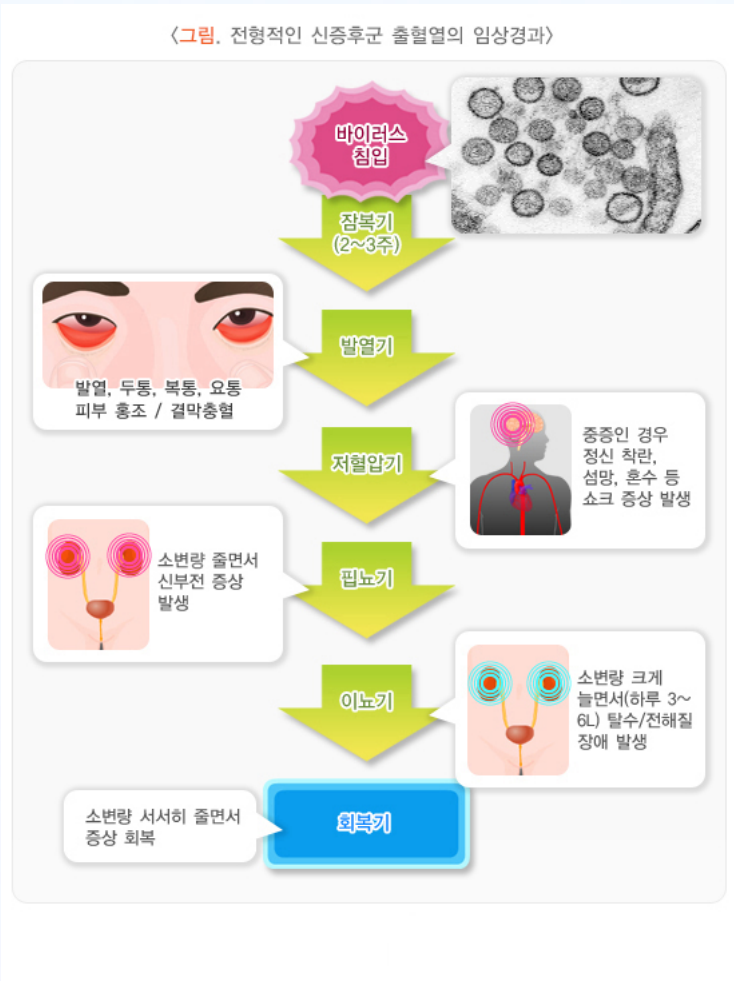 <그림. 전형적인 신증후군 출혈열의 임상경과>
바이러스
침입
잠복기
(2~3주)
발열기
발열, 두통, 복통, 요통
피부 홍조 / 결막충혈
저혈압기
중증인 경우
정신 착란,
섬망, 혼수 등
쇼크 증상 발생
핍뇨기
소변량 줄면서
신부전 증상
발생
이뇨기
소변량 크게
늘면서(하루 3~
6L) 탈수/전해질
장애 발생
회복기
소변량 서서히 줄면서
증상 회복